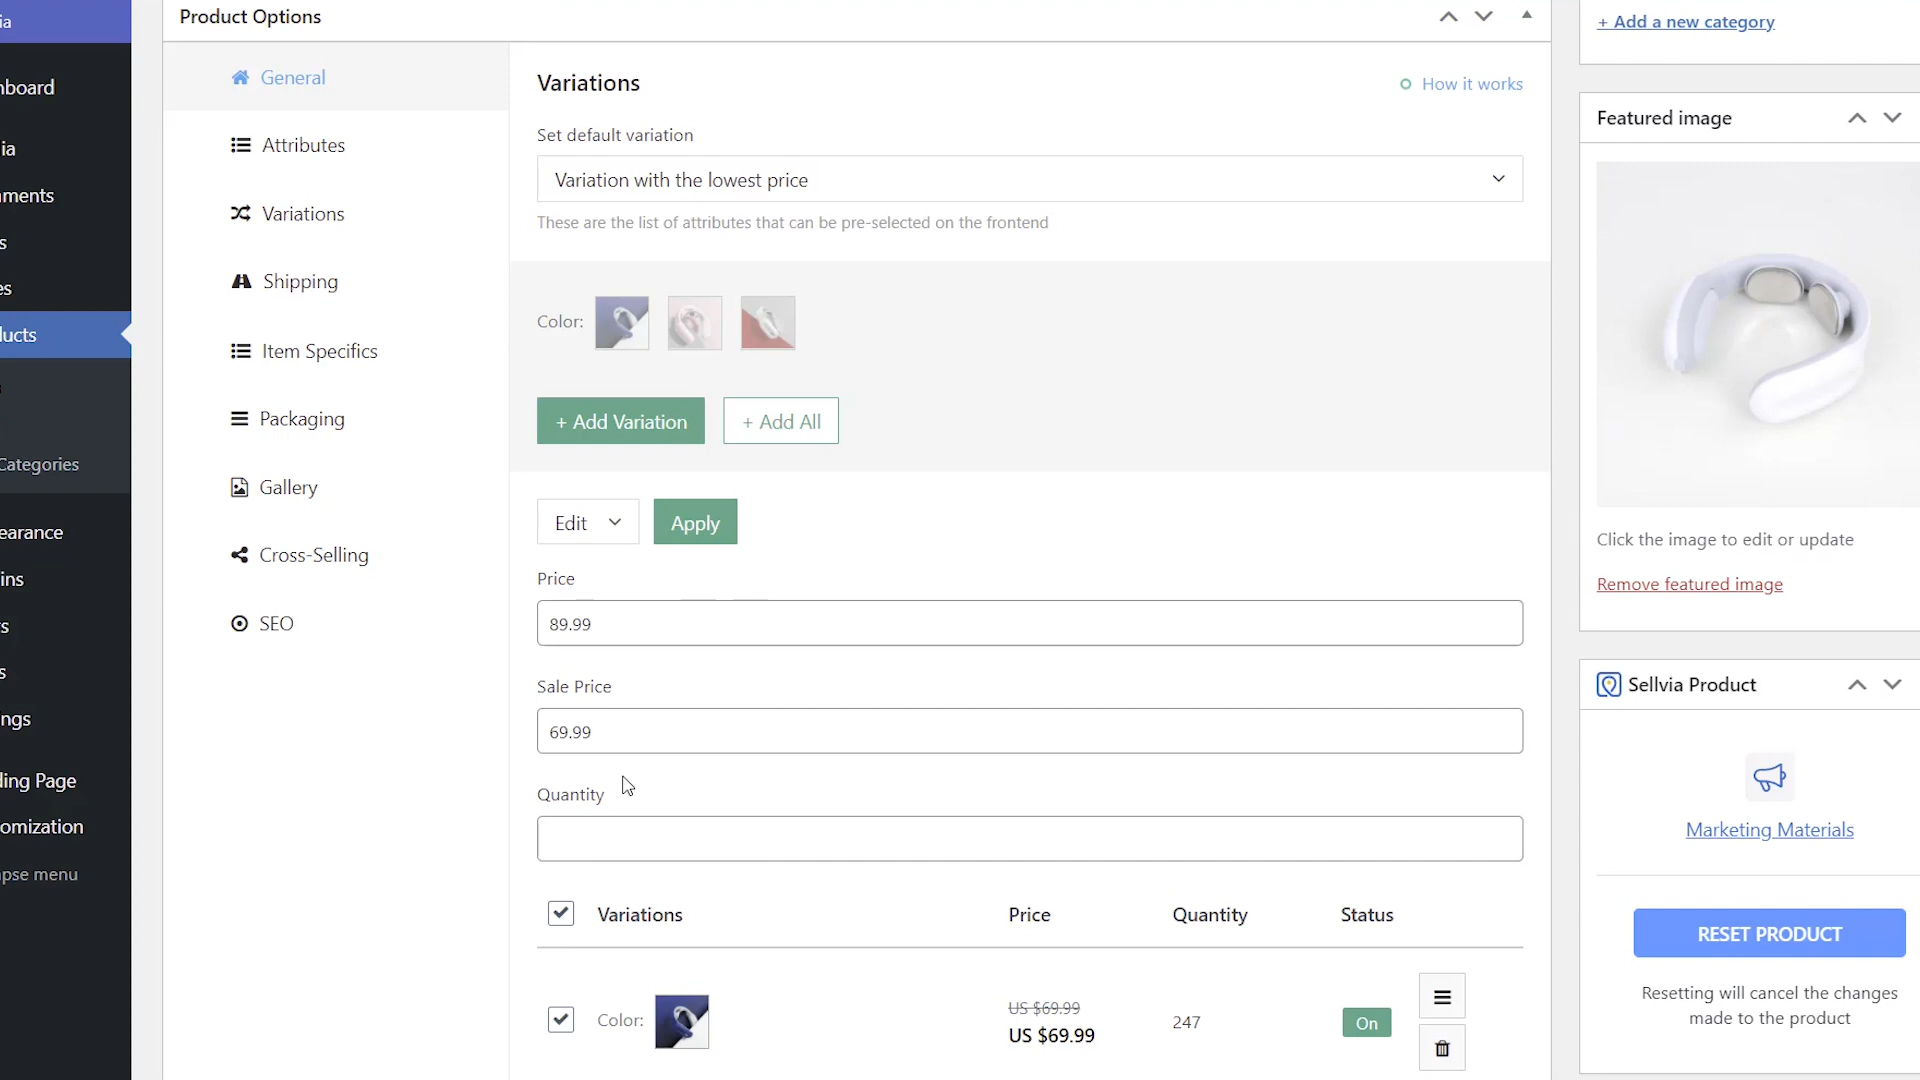 Product Options
+ Add a new category
ia
board
ia
ments
s
es
ducts
Categories
earance
ins
s
s
ngs
ding Page
omization
apse menu
General
Attributes
Variations
Shipping
Item Specifics
Packaging
Gallery
Cross-Selling
SEO
Variations
How it works
Set default variation
Variation with the lowest price
These are the list of attributes that can be pre-selected on the frontend
Color:
+ Add Variation
+ Add All
Edit
Apply
Price
89.99
Sale Price
69.99
Quantity
Variations Price Quantity Status
Color:
US $69.99
US $69.99
247
On
Featured image
Click the image to edit or update
Remove featured image
Sellvia Product
Marketing Materials
RESET PRODUCT
Resetting will cancel the changes
made to the product